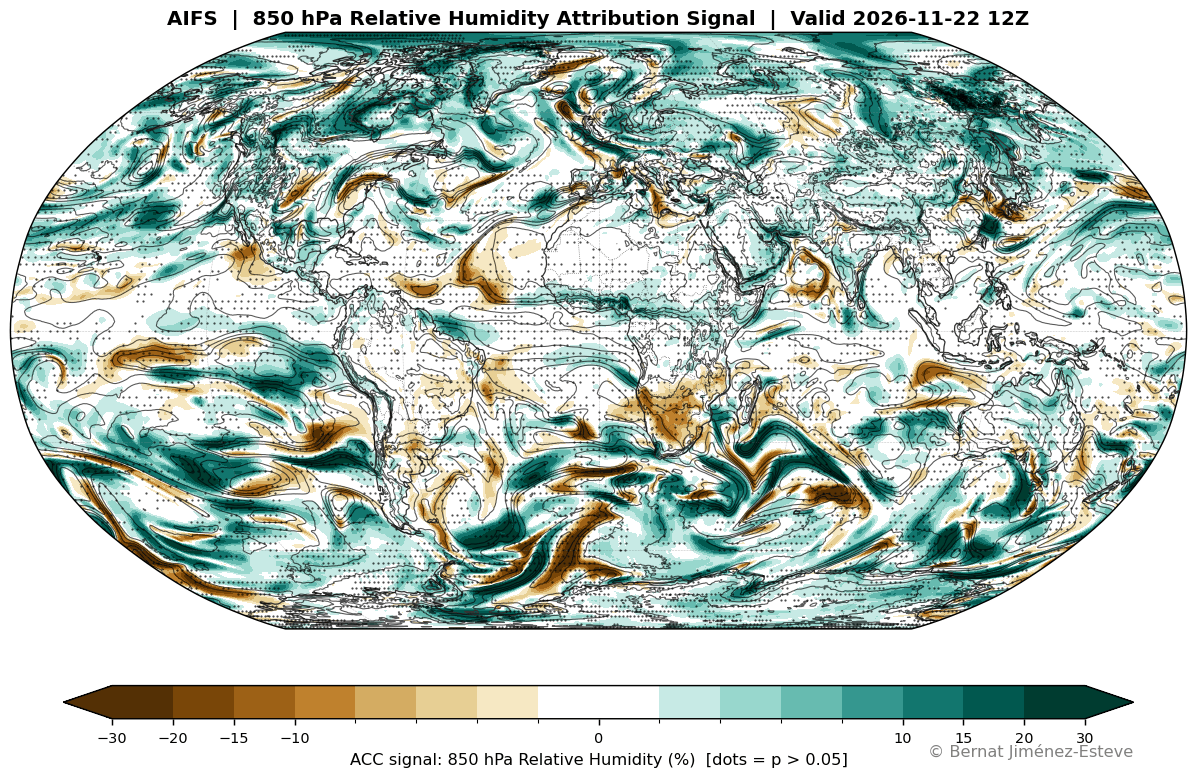 AIFS | 850 hPa Relative Humidity Attribution Signal | Valid 2026-11-22 12Z
−30 −20 −15 −10 0 10 15 20 30
ACC signal: 850 hPa Relative Humidity (%) [dots = p > 0.05]
© Bernat Jiménez-Esteve